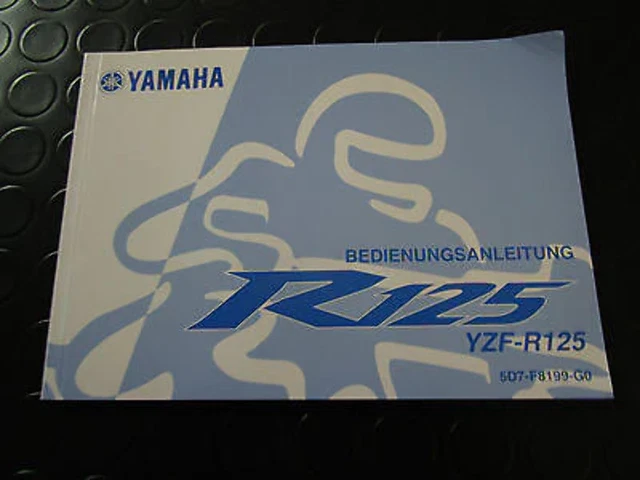 YAMAHA
BEDIENUNGSANLEITUNG
R125
YZF-R125
5D7-F8199-G0